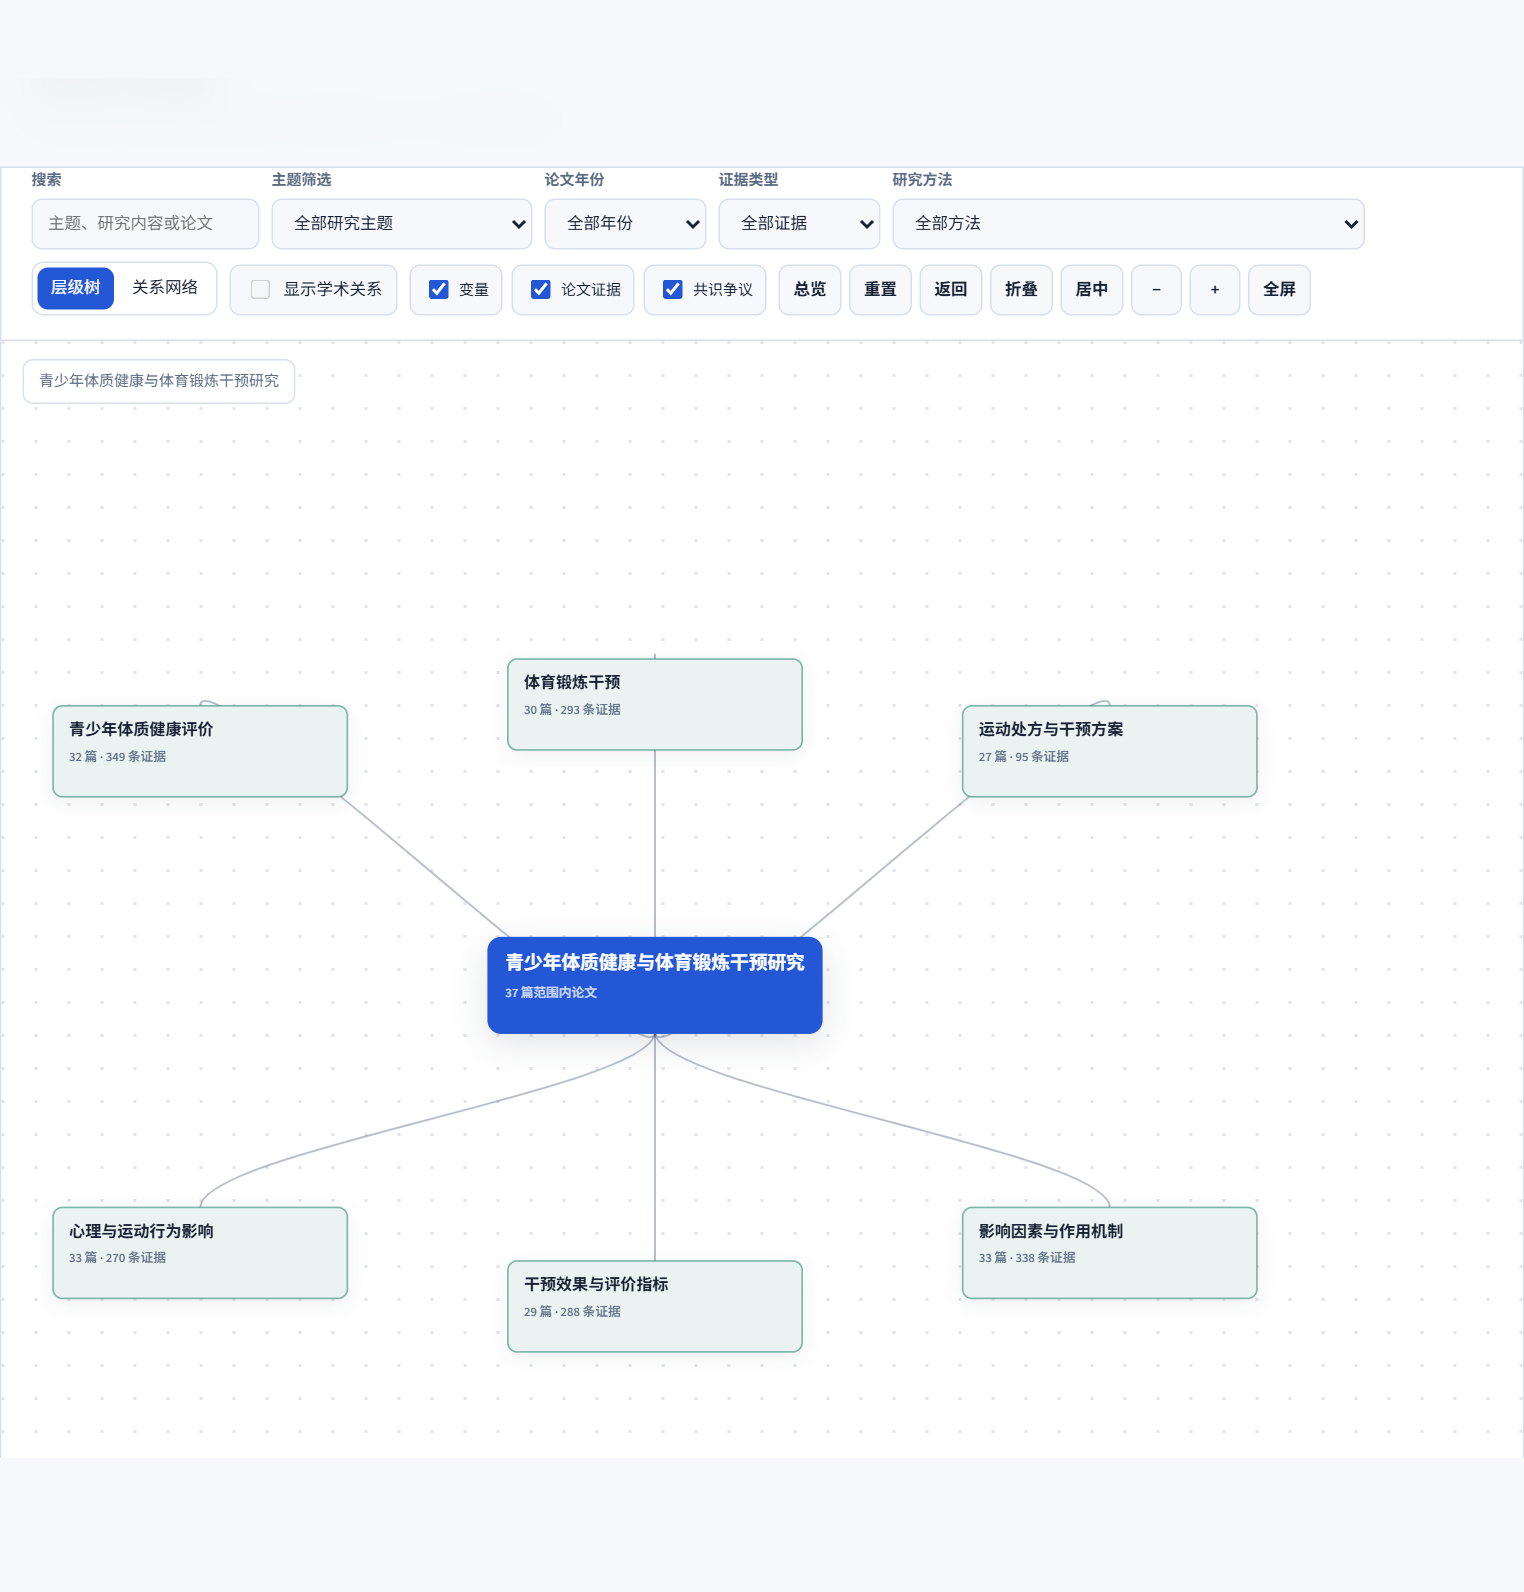 搜索 主题筛选 论文年份 证据类型 研究方法
主题、研究内容或论文 全部研究主题 全部年份 全部证据 全部方法
层级树 关系网络 显示学术关系 变量 论文证据 共识争议 总览 重置 返回 折叠 居中 − + 全屏
青少年体质健康与体育锻炼干预研究
体育锻炼干预
30 篇 · 293 条证据
青少年体质健康评价
32 篇 · 349 条证据
运动处方与干预方案
27 篇 · 95 条证据
青少年体质健康与体育锻炼干预研究
37 篇范围内论文
心理与运动行为影响
33 篇 · 270 条证据
影响因素与作用机制
33 篇 · 338 条证据
干预效果与评价指标
29 篇 · 288 条证据